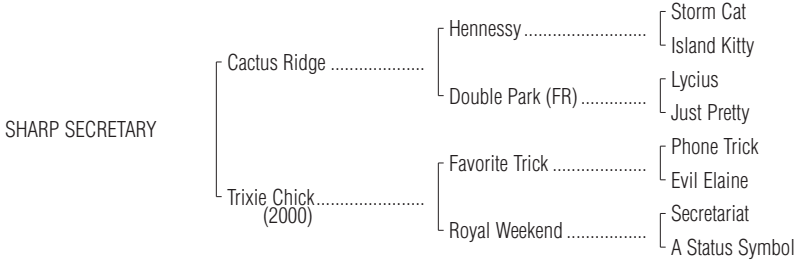 Storm Cat
Hennessy ..........................
Island Kitty
Cactus Ridge ....................
Lycius
Double Park (FR) ..............
Just Pretty
SHARP SECRETARY
Phone Trick
Favorite Trick ....................
Evil Elaine
Trixie Chick.......................
(2000)
Secretariat
Royal Weekend .................
A Status Symbol